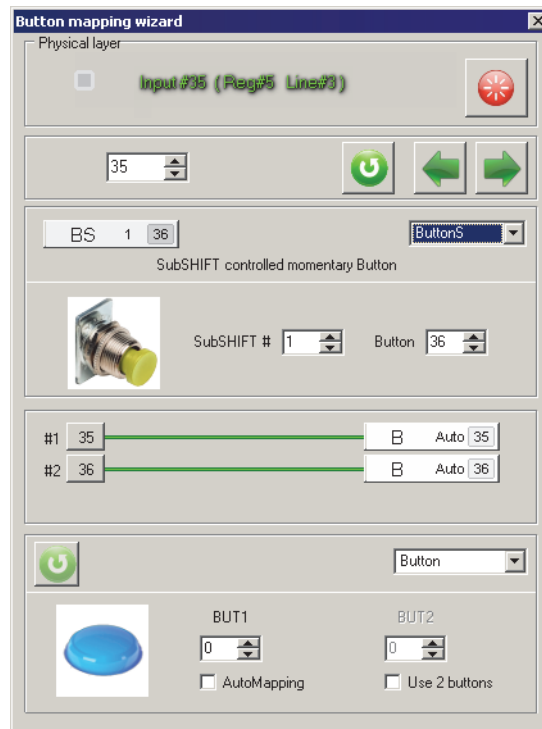 Button mapping wizard
Physical layer
Input #35 (Reg#5 Line#3)
35
BS 1 36 ButtonS
SubSHIFT controlled momentary Button
SubSHIFT # 1 Button 36
#1 35 B Auto 35
#2 36 B Auto 36
Button
BUT1 BUT2
0 0
AutoMapping Use 2 buttons